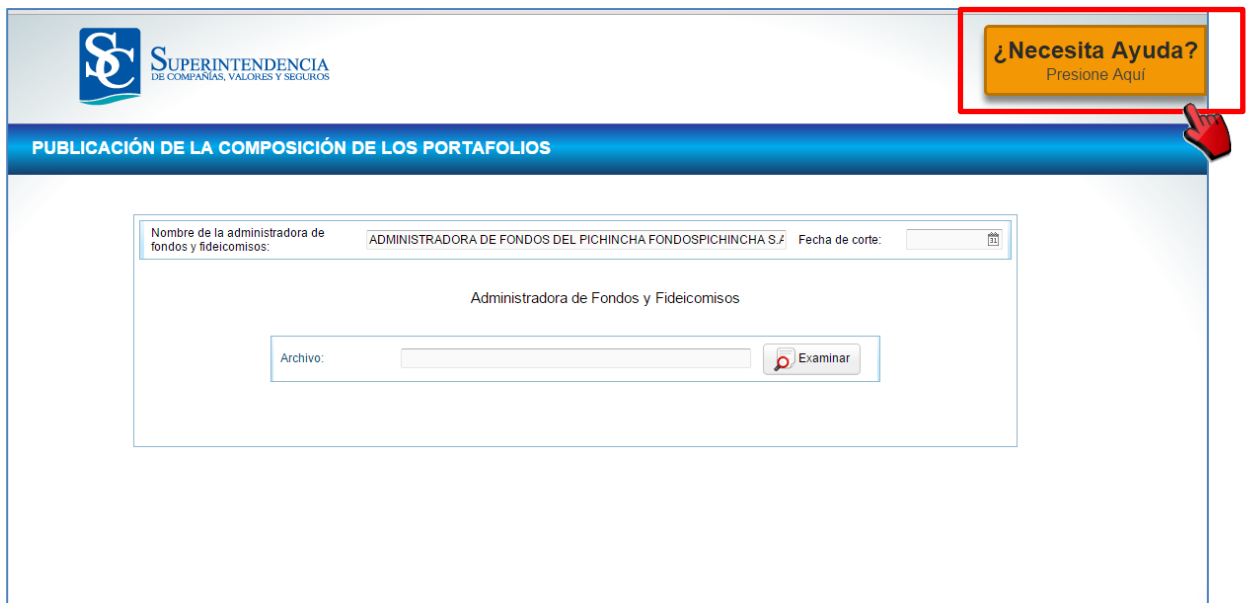 SC
SUPERINTENDENCIA
DE COMPAÑÍAS, VALORES Y SEGUROS
¿Necesita Ayuda?
Presione Aquí
PUBLICACIÓN DE LA COMPOSICIÓN DE LOS PORTAFOLIOS
Nombre de la administradora de
fondos y fideicomisos:
ADMINISTRADORA DE FONDOS DEL PICHINCHA FONDOSPICHINCHA S.A
Fecha de corte:
31
Administradora de Fondos y Fideicomisos
Archivo:
Examinar